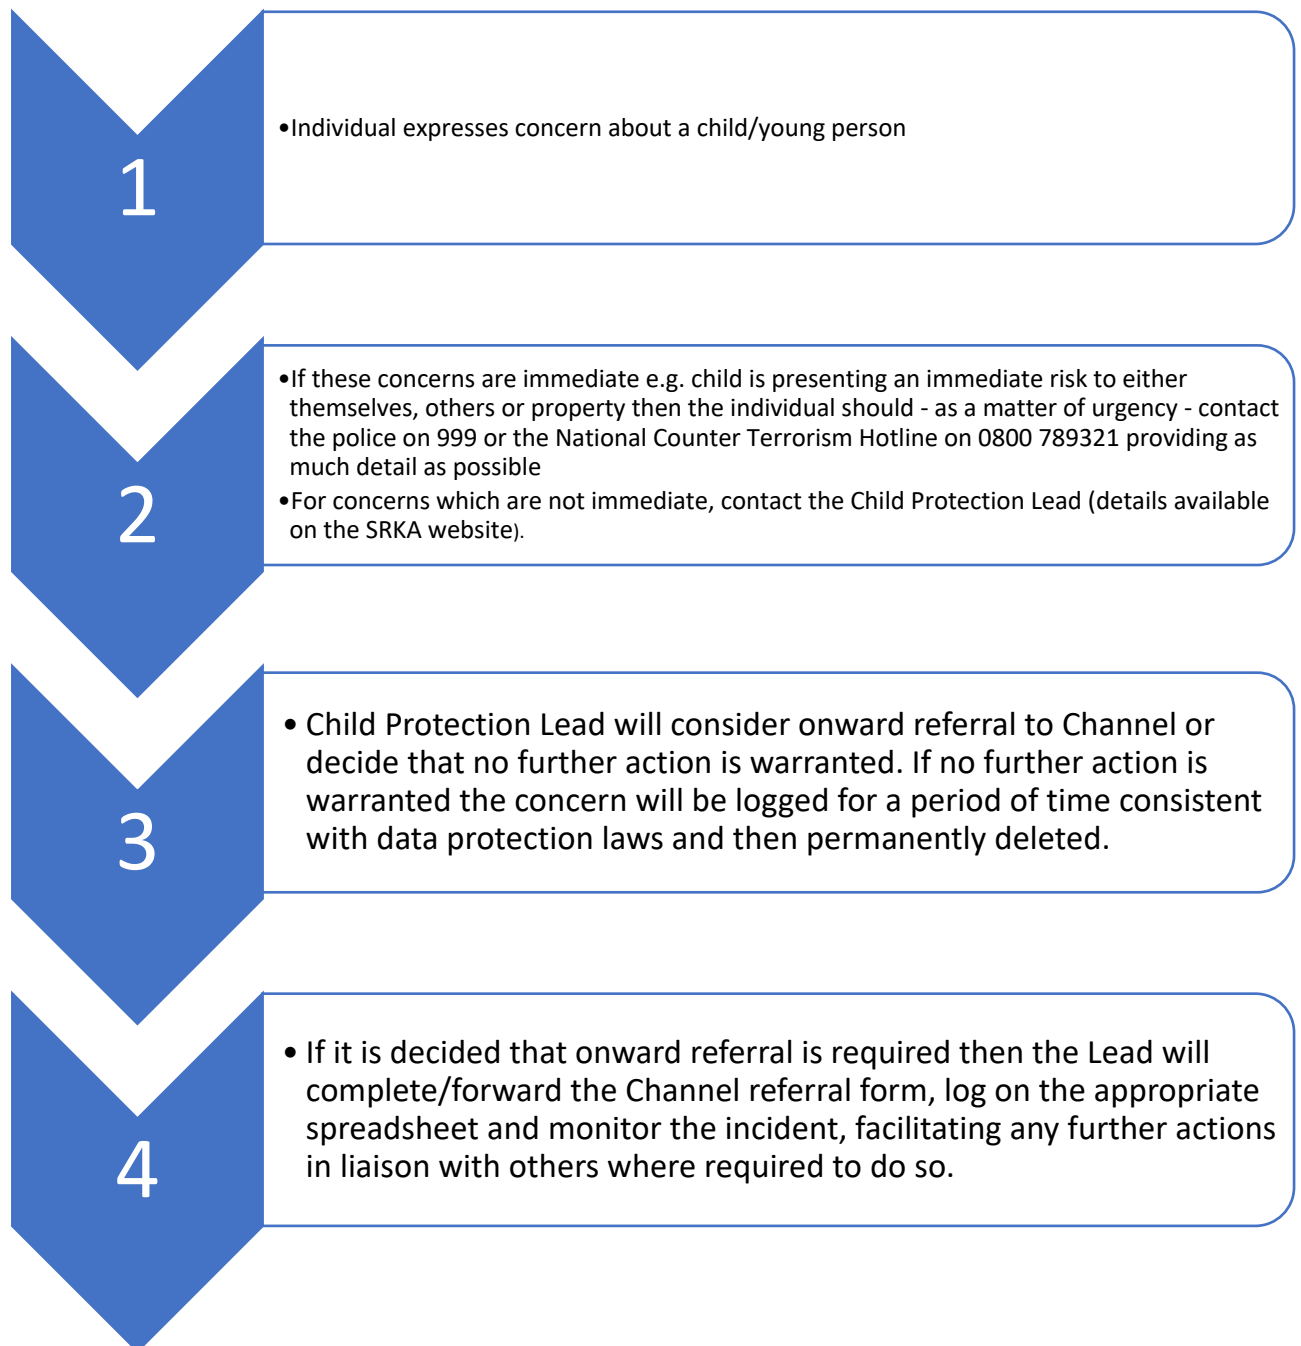 1
•Individual expresses concern about a child/young person
2
•If these concerns are immediate e.g. child is presenting an immediate risk to either
themselves, others or property then the individual should - as a matter of urgency - contact
the police on 999 or the National Counter Terrorism Hotline on 0800 789321 providing as
much detail as possible
•For concerns which are not immediate, contact the Child Protection Lead (details available
on the SRKA website).
3
• Child Protection Lead will consider onward referral to Channel or
decide that no further action is warranted. If no further action is
warranted the concern will be logged for a period of time consistent
with data protection laws and then permanently deleted.
4
• If it is decided that onward referral is required then the Lead will
complete/forward the Channel referral form, log on the appropriate
spreadsheet and monitor the incident, facilitating any further actions
in liaison with others where required to do so.